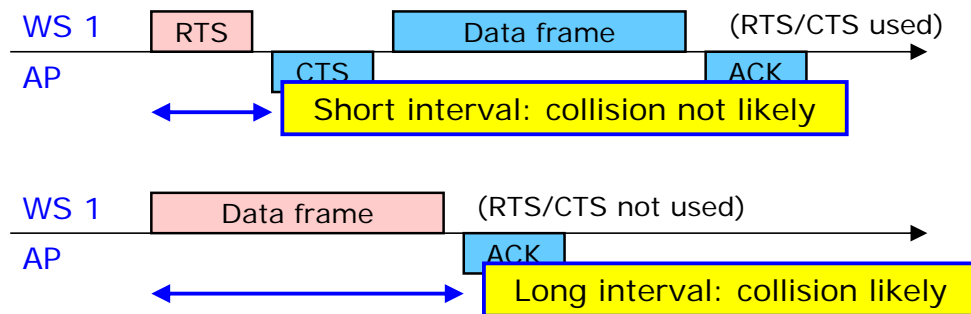 WS 1
RTS
Data frame
(RTS/CTS used)
AP
CTS
ACK
Short interval: collision not likely
WS 1
Data frame
(RTS/CTS not used)
AP
ACK
Long interval: collision likely